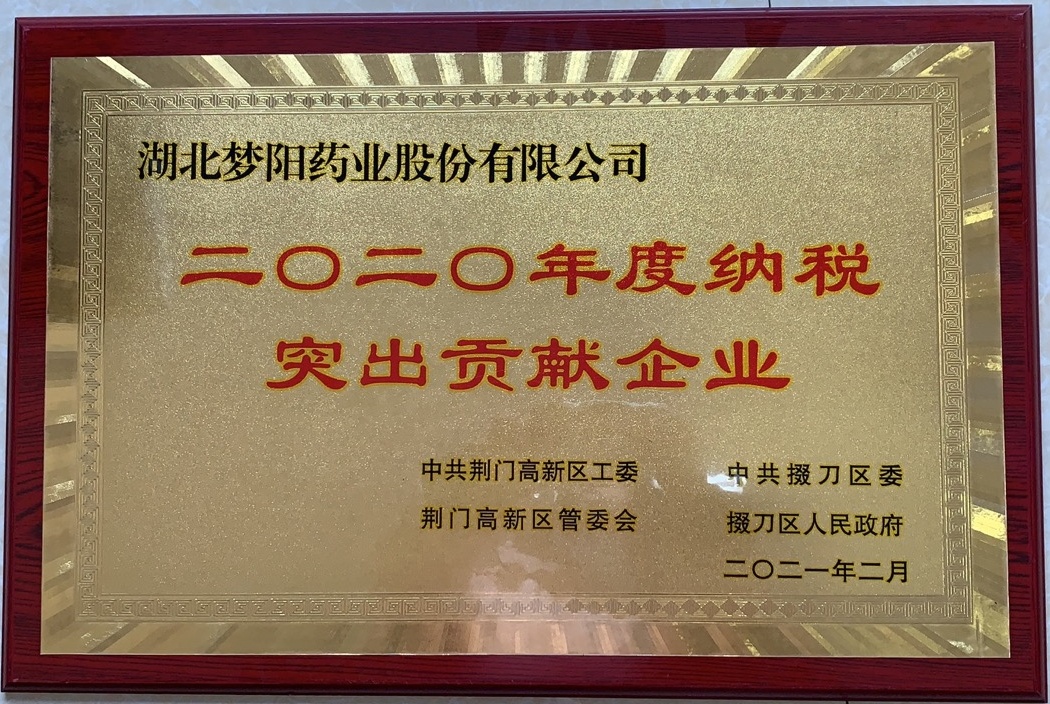 湖北梦阳药业股份有限公司
二〇二〇年度纳税
突出贡献企业
中共荆门高新区工委
荆门高新区管委会
中共掇刀区委
掇刀区人民政府
二〇二一年二月